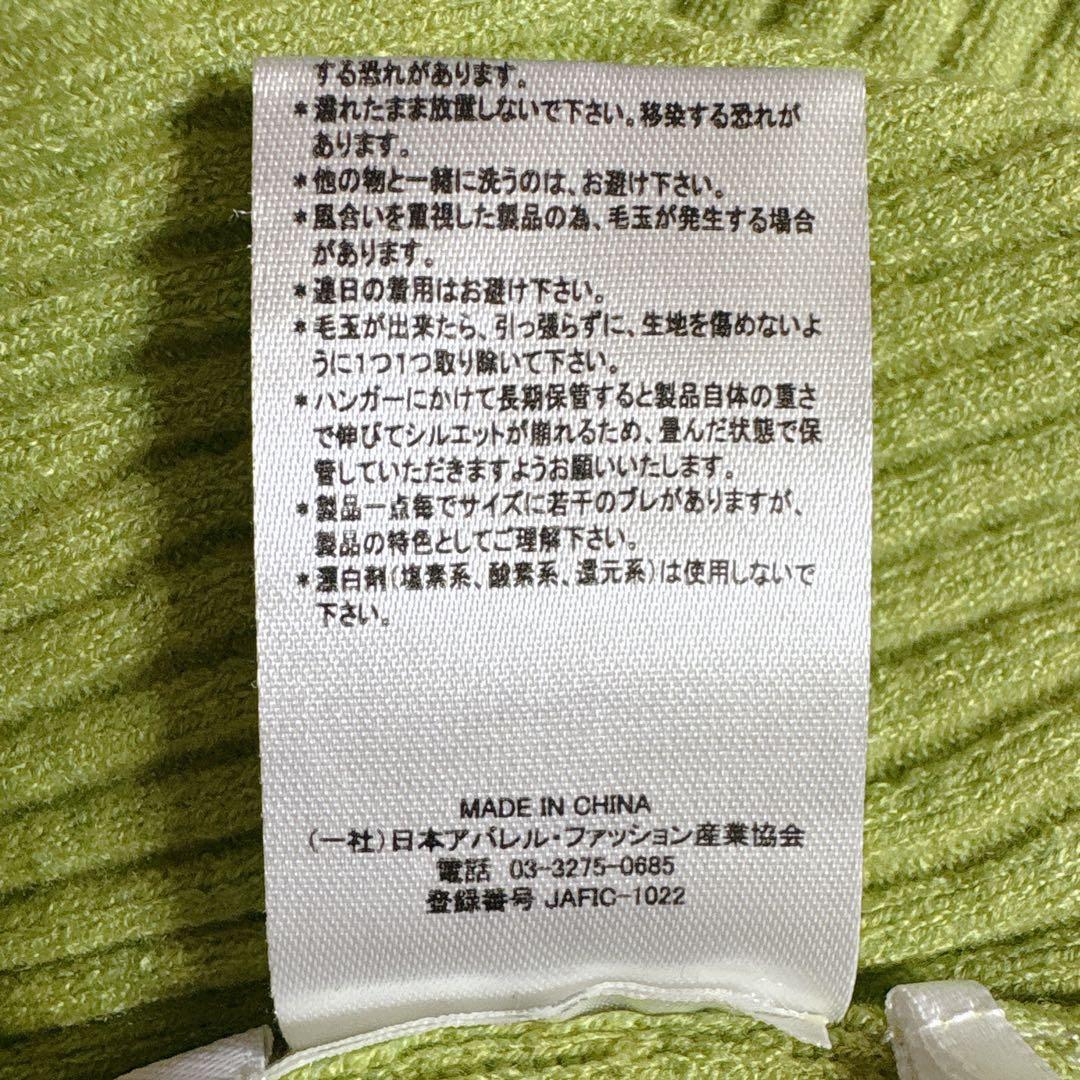 する恐れがあります。
*濡れたまま放置しないで下さい。移染する恐れが
あります。
*他の物と一緒に洗うのは、お避け下さい。
*風合いを重視した製品の為、毛玉が発生する場合
があります。
*連日の着用はお避け下さい。
*毛玉が出来たら、引っ張らずに、生地を傷めないよ
うに1つ1つ取り除いて下さい。
*ハンガーにかけて長期保管すると製品自体の重さ
で伸びてシルエットが崩れるため、畳んだ状態で保
管していただきますようお願いいたします。
*製品一点毎でサイズに若干のブレがありますが、
製品の特色としてご理解下さい。
*漂白剤(塩素系、酸素系、還元系)は使用しないで
下さい。
MADE IN CHINA
(一社)日本アパレル・ファッション産業協会
電話 03-3275-0685
登録番号 JAFIC-1022